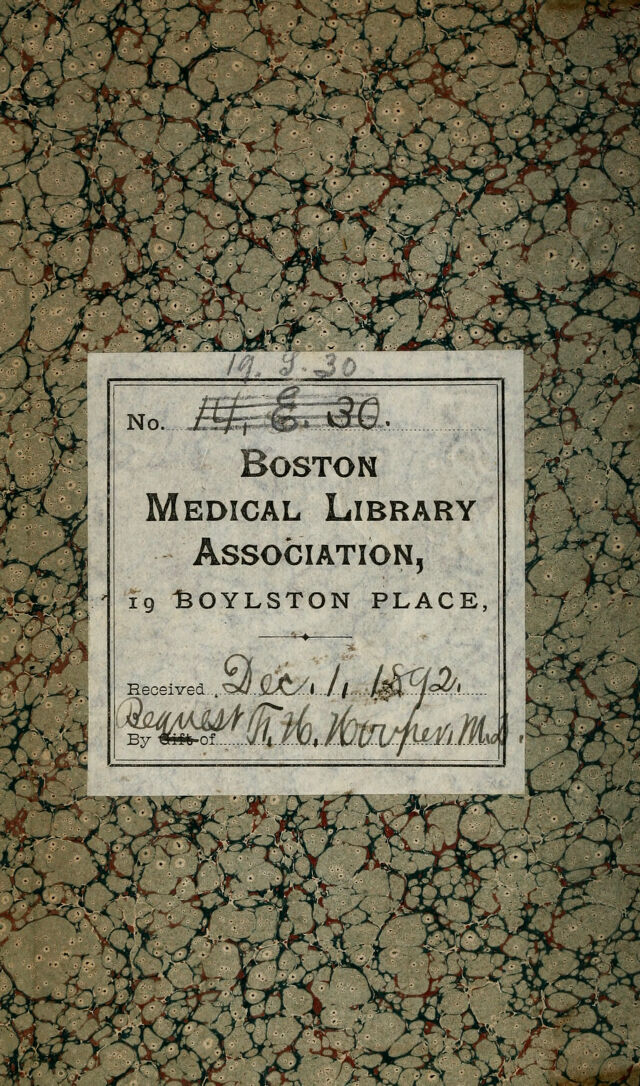 19. G. 30
No. 14, E. 30.
BOSTON
MEDICAL LIBRARY
ASSOCIATION,
19 BOYLSTON PLACE,
Received Dec. 1, 1892.
Bequest
By Gift of F. H. Hooper, M.D.